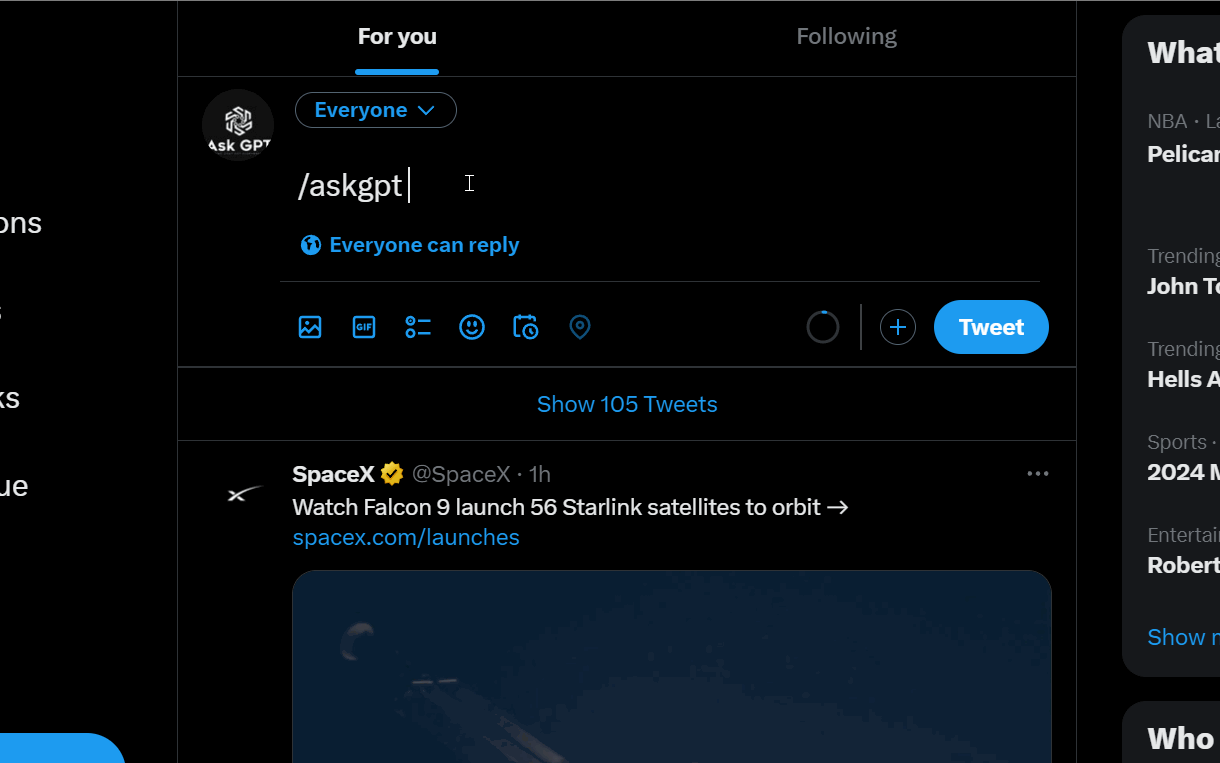 For you
Following
Everyone
Ask GPT
/askgpt
Everyone can reply
GIF
Tweet
Show 105 Tweets
SpaceX @SpaceX · 1h
Watch Falcon 9 launch 56 Starlink satellites to orbit →
spacex.com/launches
ons
s
ks
ue
What
NBA · La
Pelican
Trending
John To
Trending
Hells A
Sports ·
2024 M
Entertain
Robert
Show m
Who